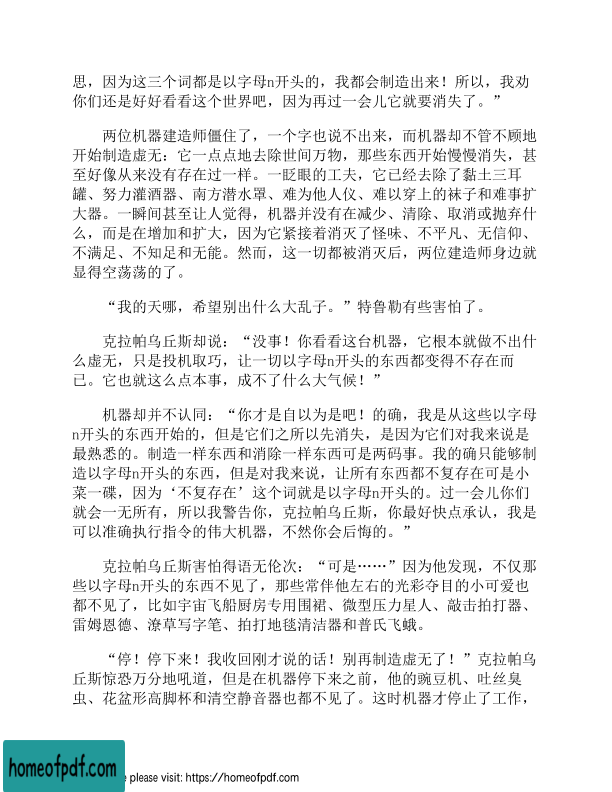 思，因为这三个词都是以字母n开头的，我都会制造出来！所以，我劝
你们还是好好看看这个世界吧，因为再过一会儿它就要消失了。”
两位机器建造师僵住了，一个字也说不出来，而机器却不管不顾地
开始制造虚无：它一点点地去除世间万物，那些东西开始慢慢消失，甚
至好像从来没有存在过一样。一眨眼的工夫，它已经去除了黏土三耳
罐、努力灌酒器、南方潜水罩、难为他人仪、难以穿上的袜子和难事扩
大器。一瞬间甚至让人觉得，机器并没有在减少、清除、取消或抛弃什
么，而是在增加和扩大，因为它紧接着消灭了怪味、不平凡、无信仰、
不满足、不知足和无能。然而，这一切都被消灭后，两位建造师身边就
显得空荡荡的了。
“我的天哪，希望别出什么大乱子。”特鲁勒有些害怕了。
克拉帕乌丘斯却说：“没事！你看看这台机器，它根本就做不出什
么虚无，只是投机取巧，让一切以字母n开头的东西都变得不存在而
已。它也就这么点本事，成不了什么大气候！”
机器却并不认同：“你才是自以为是吧！的确，我是从这些以字母
n开头的东西开始的，但是它们之所以先消失，是因为它们对我来说是
最熟悉的。制造一样东西和消除一样东西可是两码事。我的确只能够制
造以字母n开头的东西，但是对我来说，让所有东西都不复存在可是小
菜一碟，因为‘不复存在’这个词就是以字母n开头的。过一会儿你们
就会一无所有，所以我警告你，克拉帕乌丘斯，你最好快点承认，我是
可以准确执行指令的伟大机器，不然你会后悔的。”
克拉帕乌丘斯害怕得语无伦次：“可是……”因为他发现，不仅那
些以字母n开头的东西不见了，那些常伴他左右的光彩夺目的小可爱也
都不见了，比如宇宙飞船厨房专用围裙、微型压力星人、敲击拍打器、
雷姆恩德、潦草写字笔、拍打地毯清洁器和普氏飞蛾。
“停！停下来！我收回刚才说的话！别再制造虚无了！”克拉帕乌
丘斯惊恐万分地吼道，但是在机器停下来之前，他的豌豆机、吐丝臭
虫、花盆形高脚杯和清空静音器也都不见了。这时机器才停止了工作，
homeofpdf.com
e please visit: https://homeofpdf.com